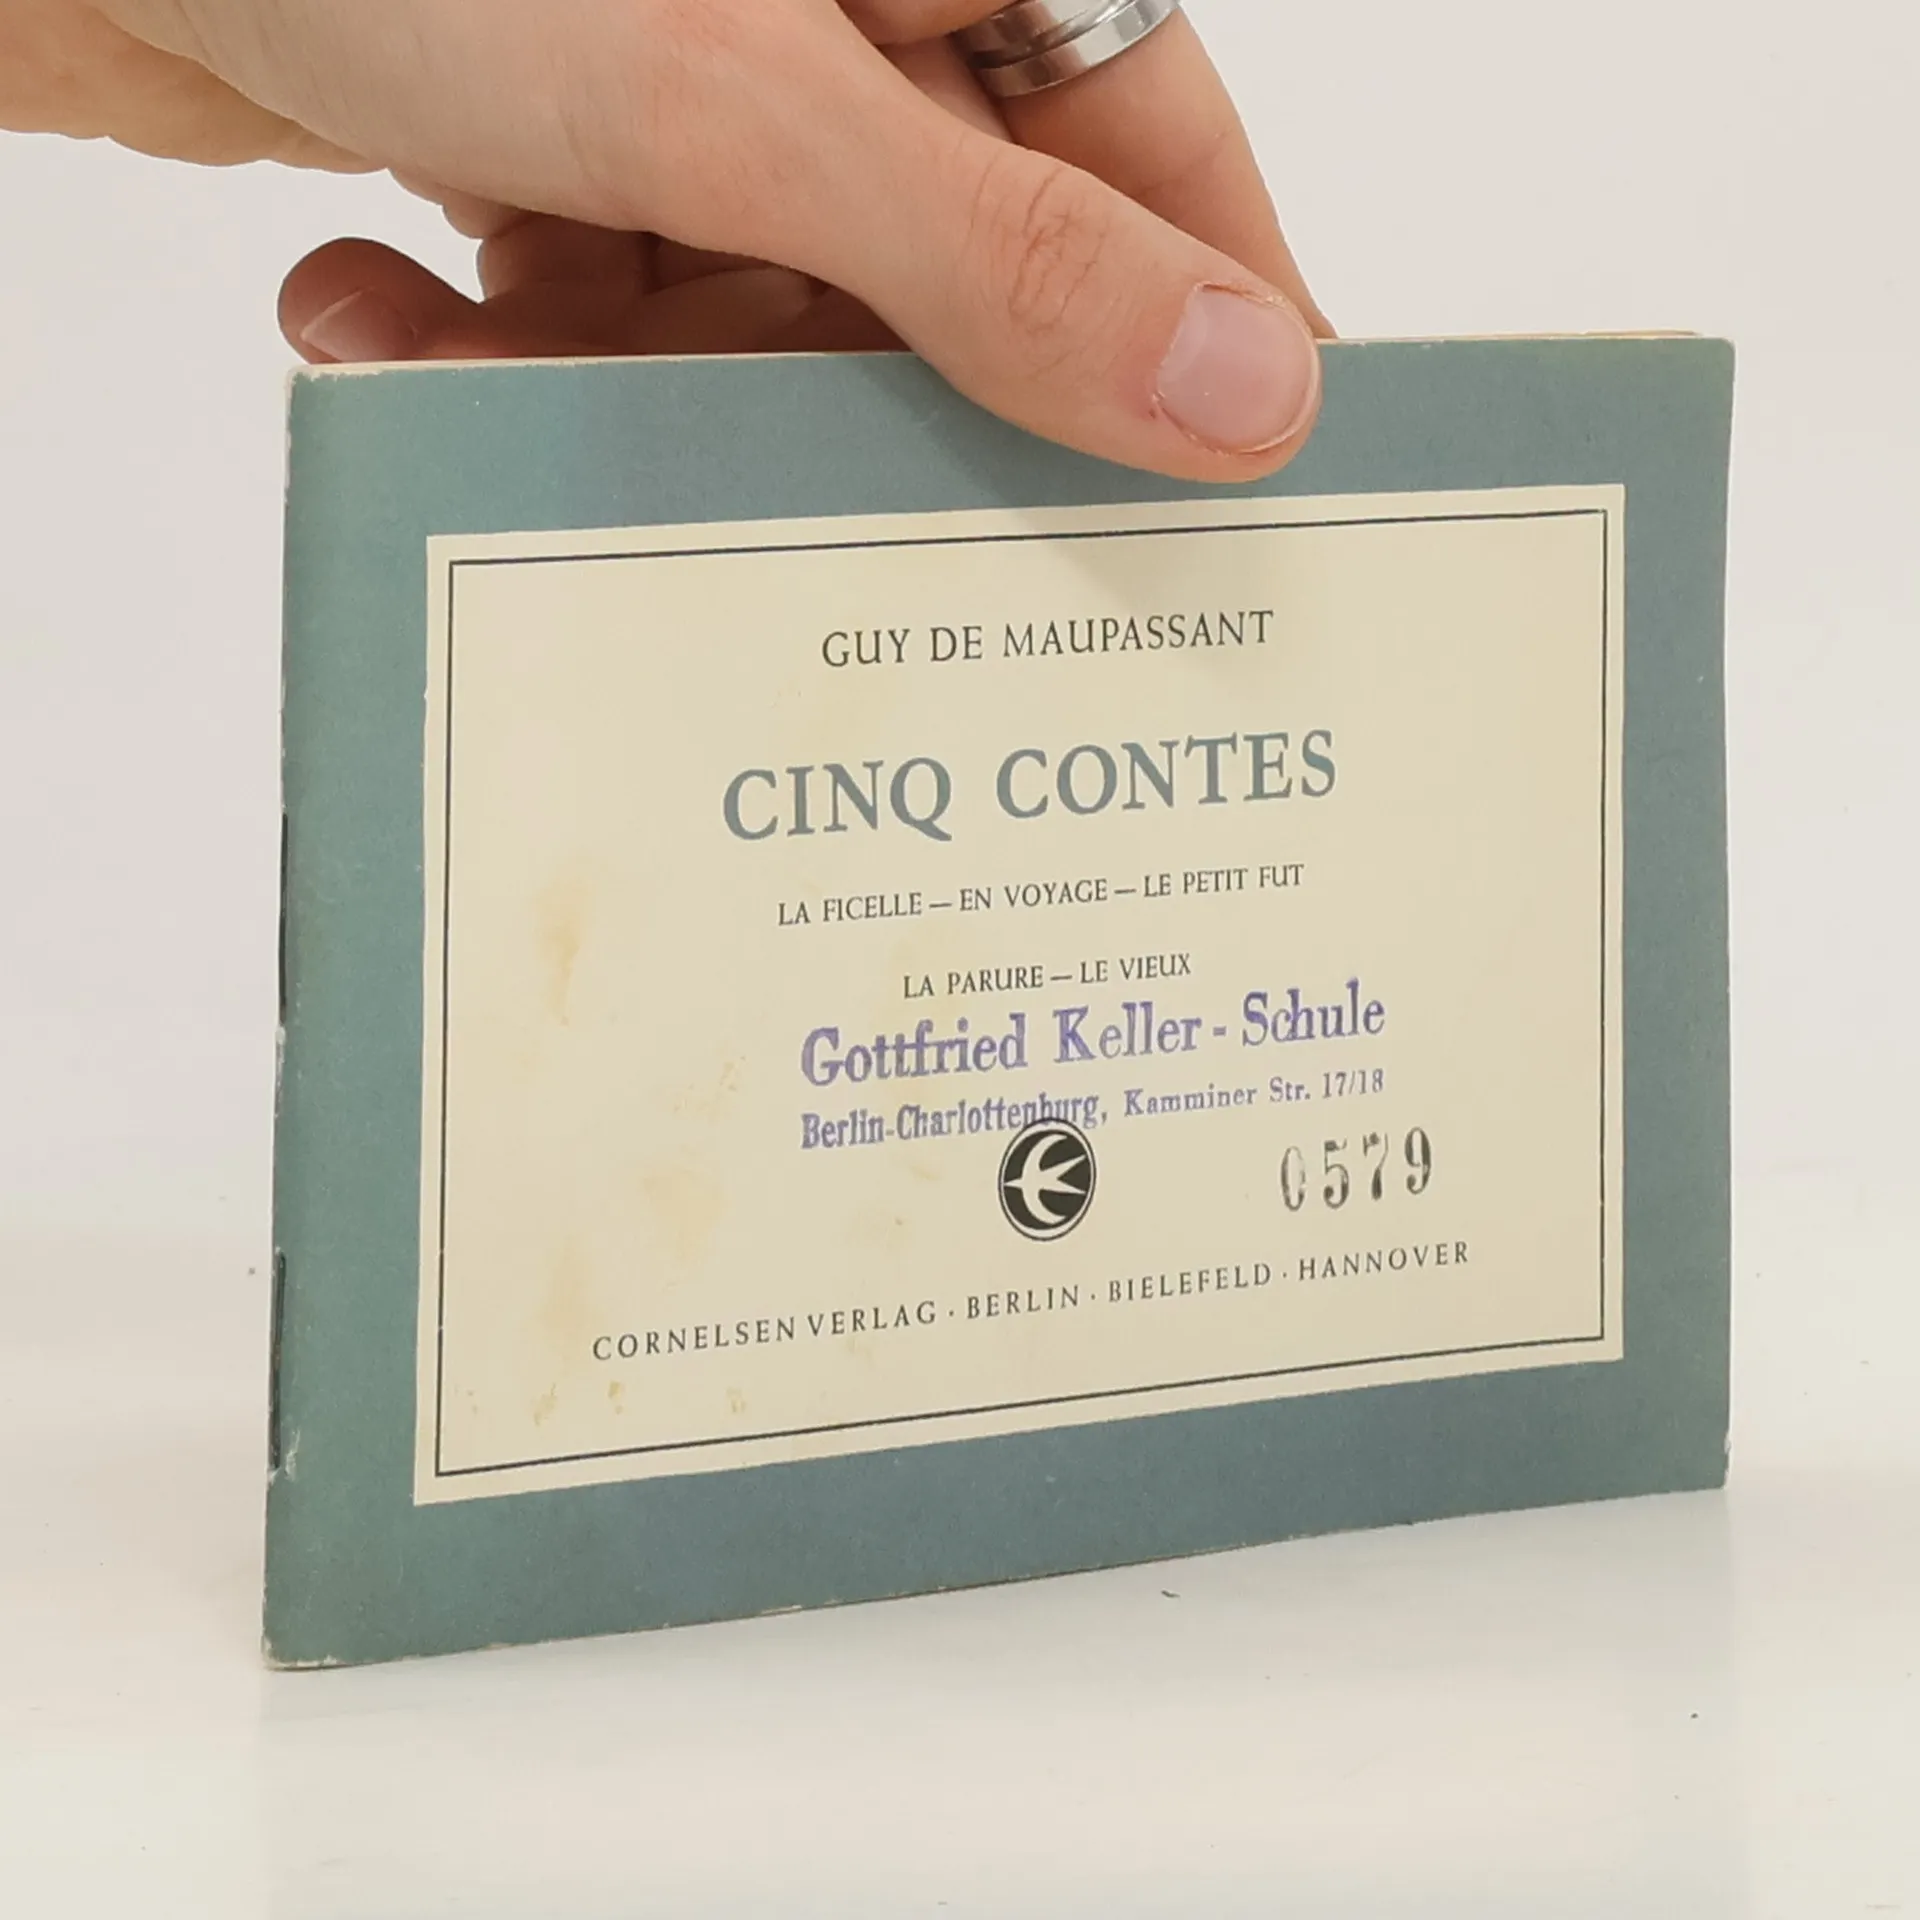 GUY DE MAUPASSANT
CINQ CONTES
LA FICELLE — EN VOYAGE — LE PETIT FUT
LA PARURE — LE VIEUX
Gottfried Keller - Schule
Berlin-Charlottenburg, Kamminer Str. 17/18
0579
CORNELSEN VERLAG · BERLIN · BIELEFELD · HANNOVER